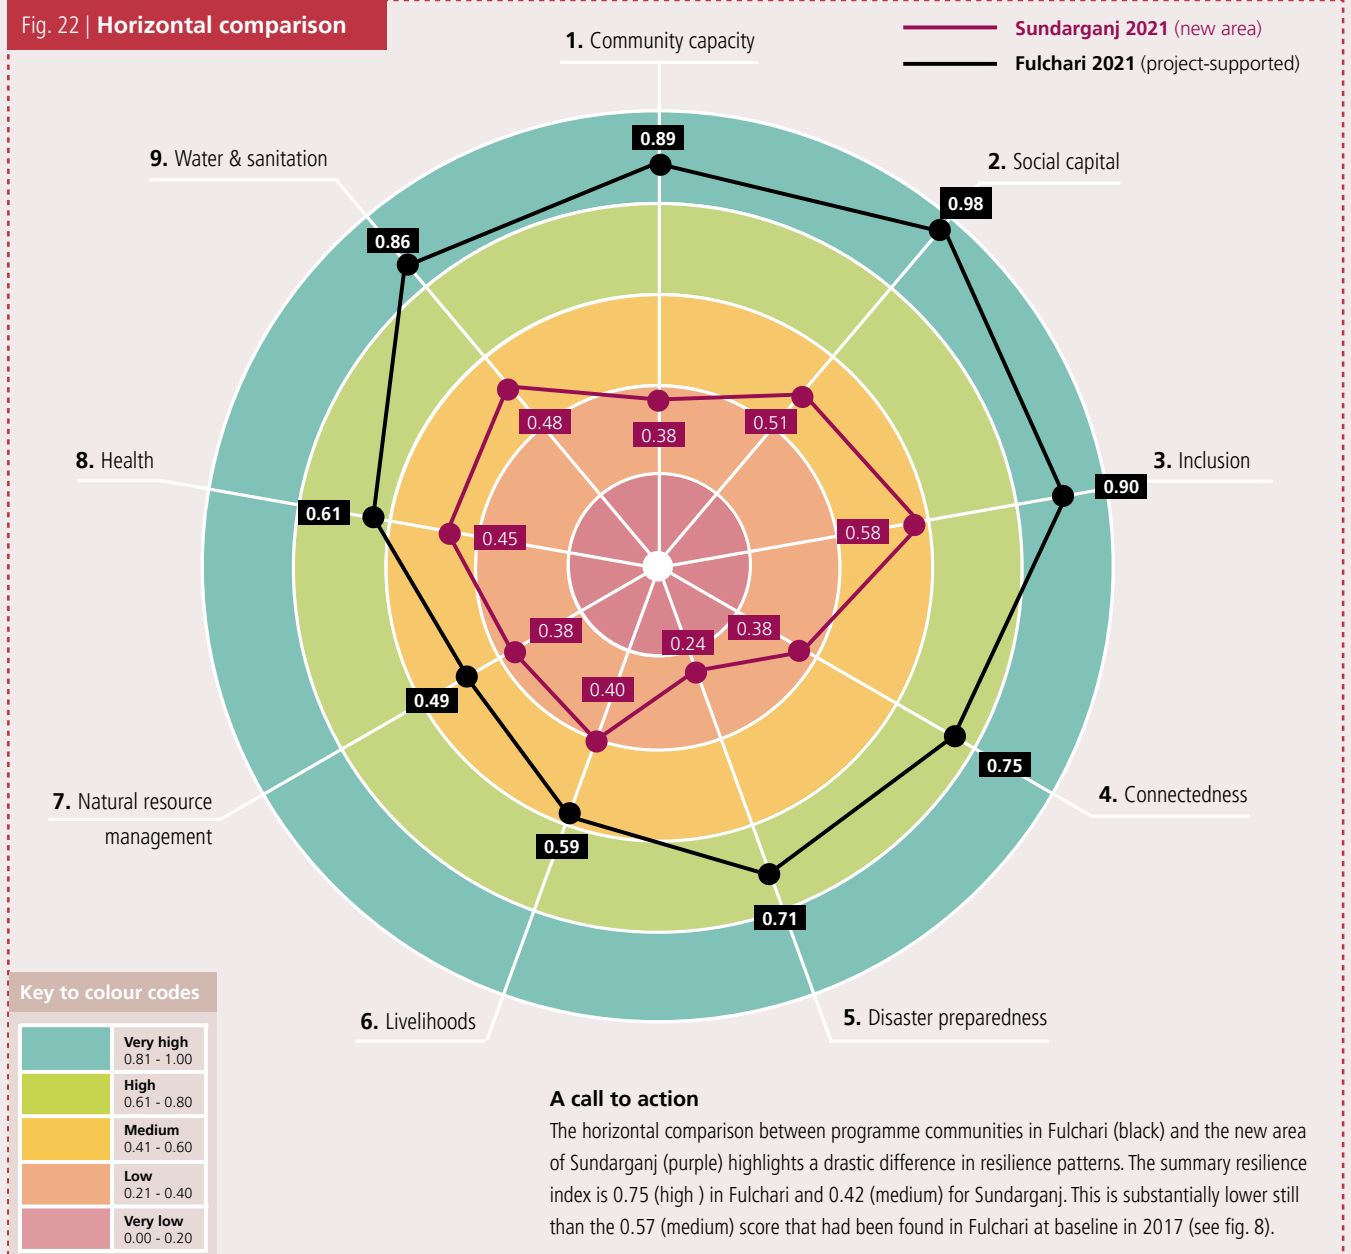 Fig. 22 | Horizontal comparison
Sundarganj 2021 (new area)
Fulchari 2021 (project-supported)
1. Community capacity
2. Social capital
3. Inclusion
4. Connectedness
5. Disaster preparedness
6. Livelihoods
7. Natural resource
management
8. Health
9. Water & sanitation
0.89
0.98
0.90
0.75
0.71
0.59
0.49
0.61
0.86
0.38
0.51
0.58
0.38
0.24
0.40
0.38
0.45
0.48
Key to colour codes
Very high
0.81 - 1.00
High
0.61 - 0.80
Medium
0.41 - 0.60
Low
0.21 - 0.40
Very low
0.00 - 0.20
A call to action
The horizontal comparison between programme communities in Fulchari (black) and the new area
of Sundarganj (purple) highlights a drastic difference in resilience patterns. The summary resilience
index is 0.75 (high ) in Fulchari and 0.42 (medium) for Sundarganj. This is substantially lower still
than the 0.57 (medium) score that had been found in Fulchari at baseline in 2017 (see fig. 8).